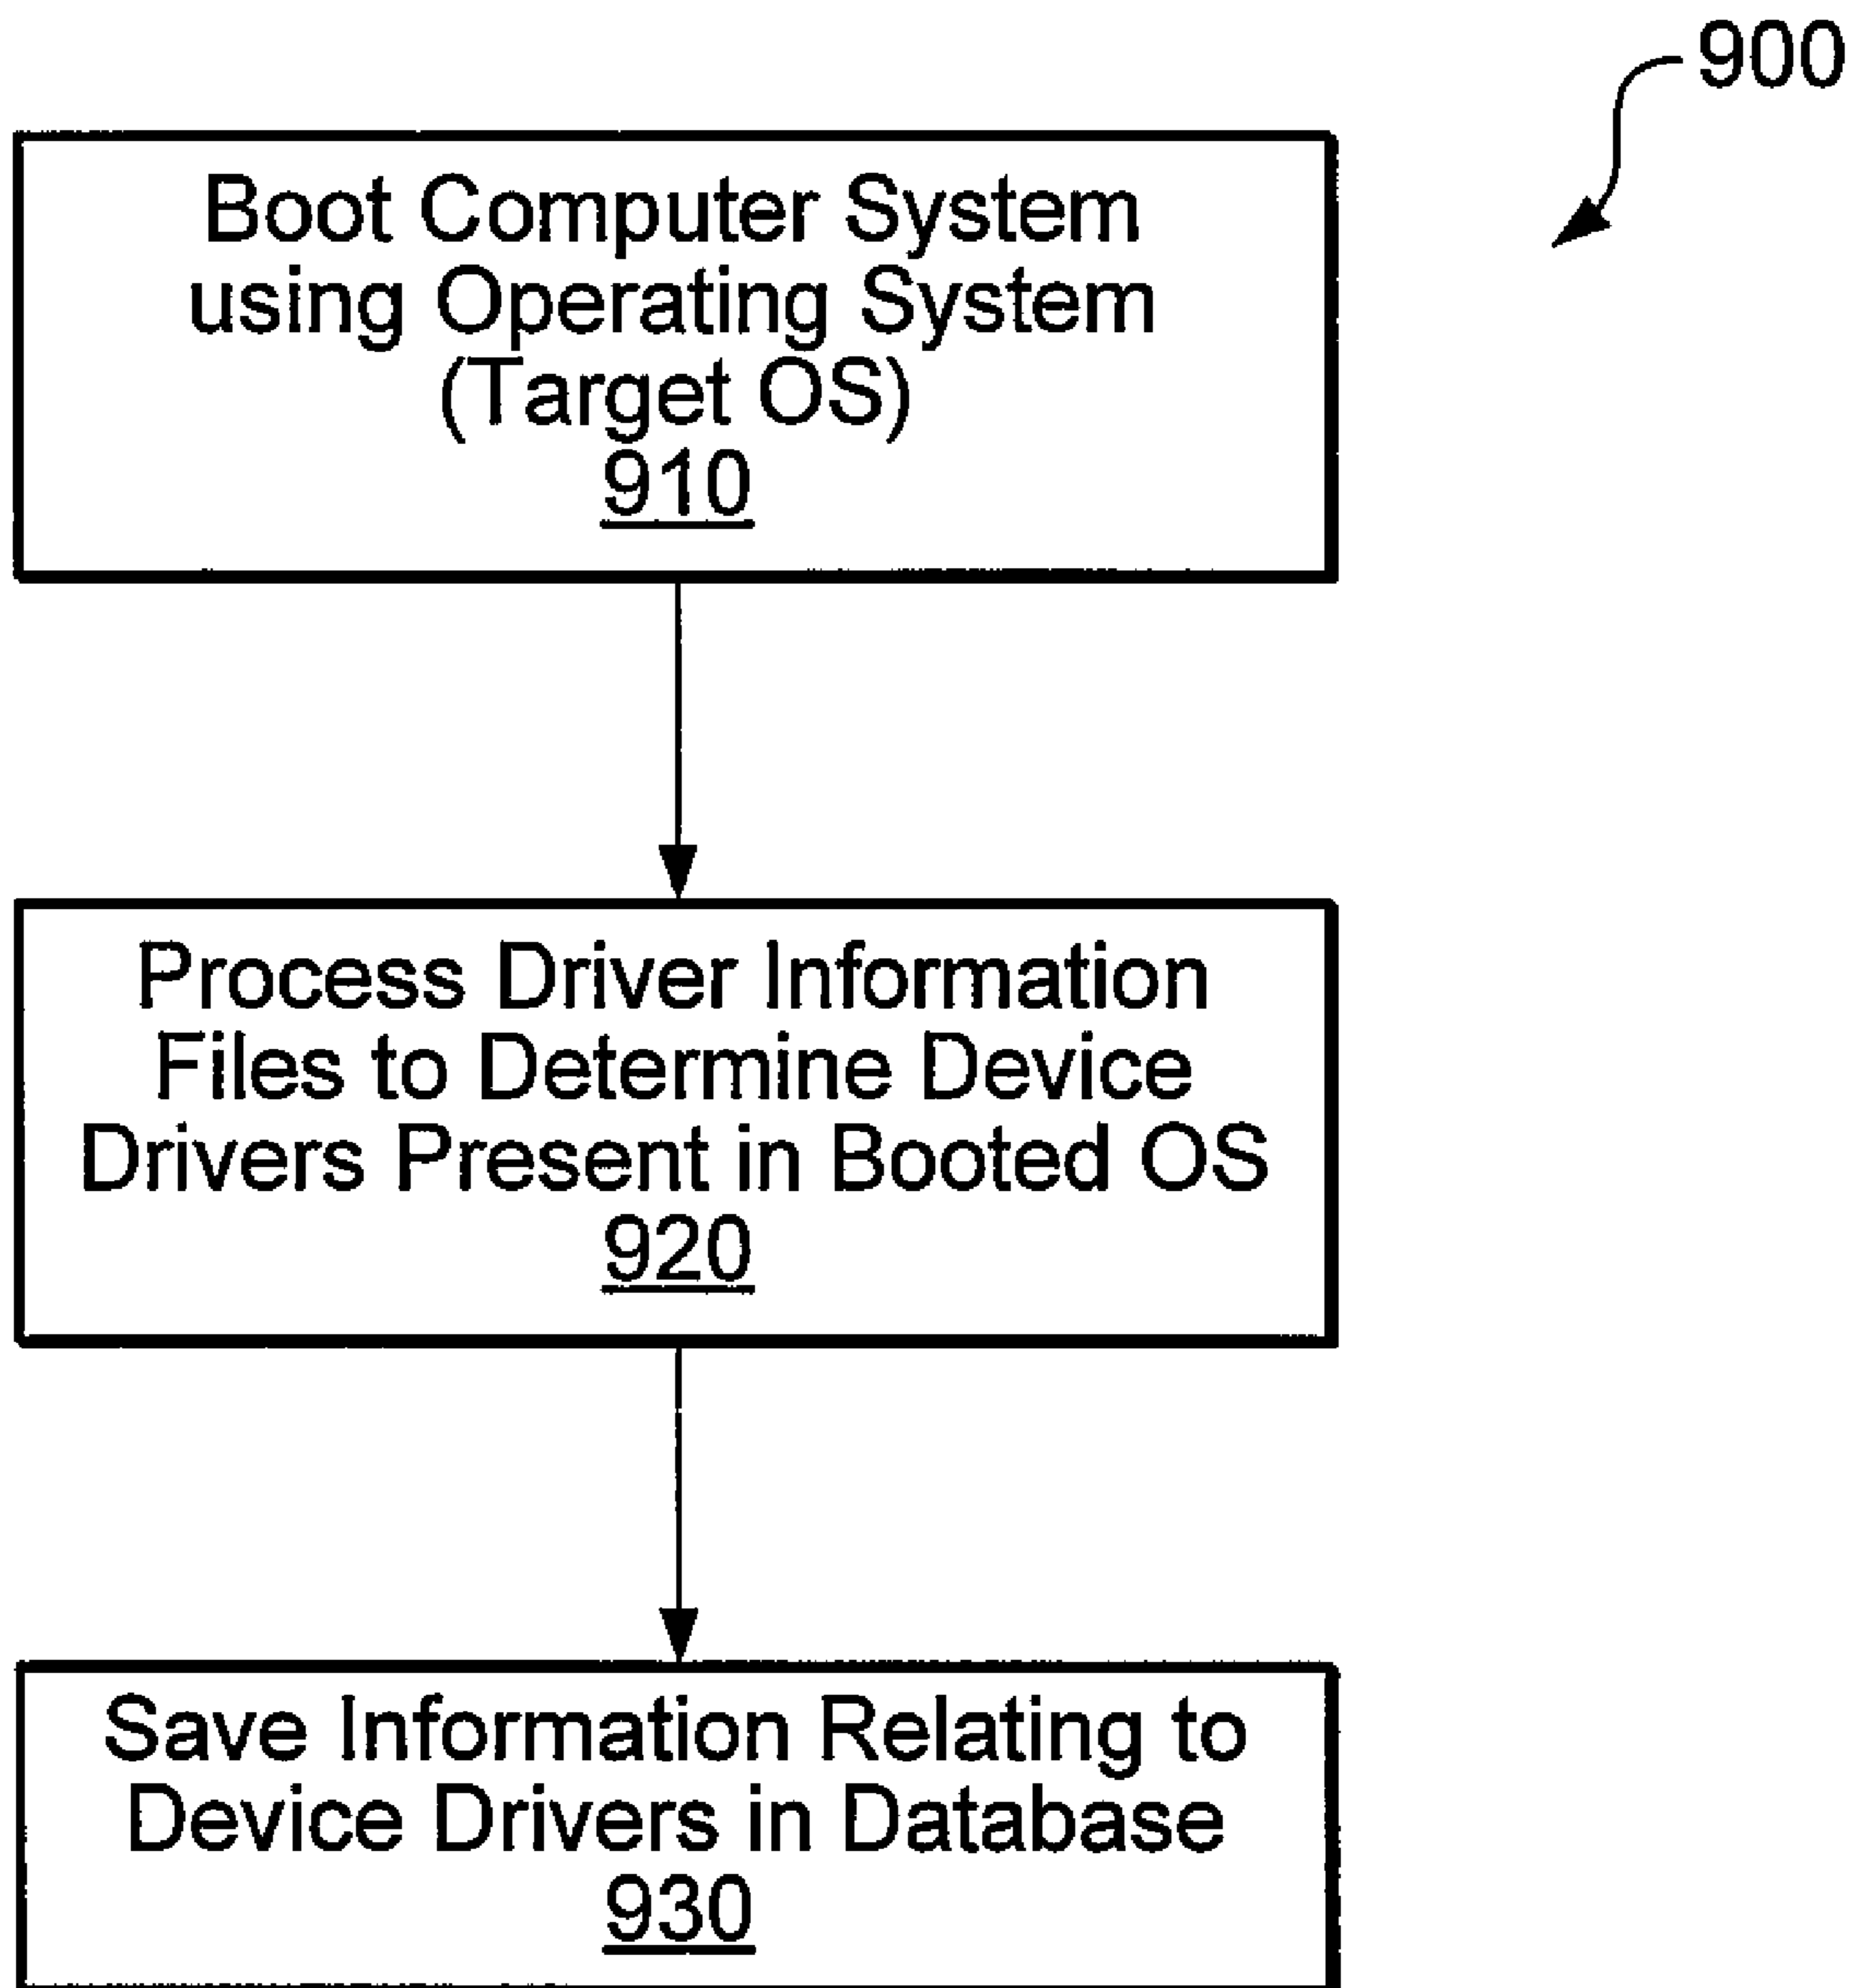 900
Boot Computer System
using Operating System
(Target OS)
910
Process Driver Information
Files to Determine Device
Drivers Present in Booted OS
920
Save Information Relating to
Device Drivers in Database
930